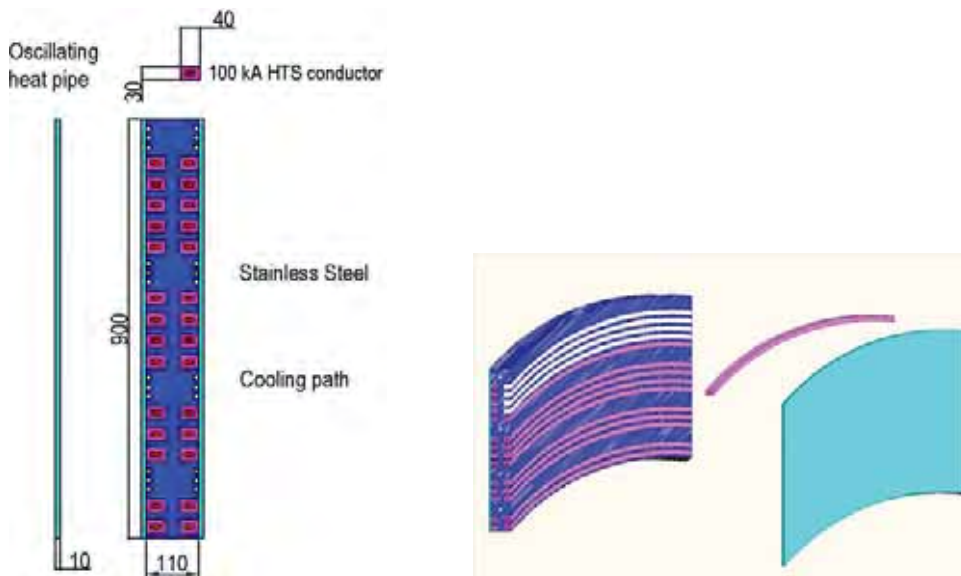 40
Oscillating
heat pipe
100 kA HTS conductor
30
Stainless Steel
900
Cooling path
10
110